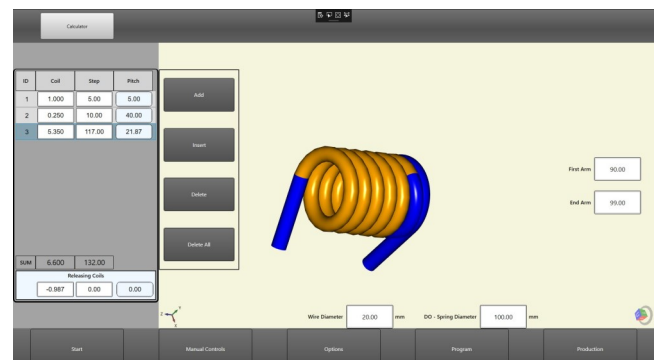 Calculator
ID Coil Step Pitch
1 1.000 5.00 5.00
2 0.250 10.00 40.00
3 5.350 117.00 21.87
SUM 6.600 132.00
Releasing Coils
-0.987 0.00 0.00
Add
Insert
Delete
Delete All
First Arm 90.00
End Arm 99.00
Z Y
X
Wire Diameter 20.00 mm DO - Spring Diameter 100.00 mm
Start Manual Controls Options Program Production